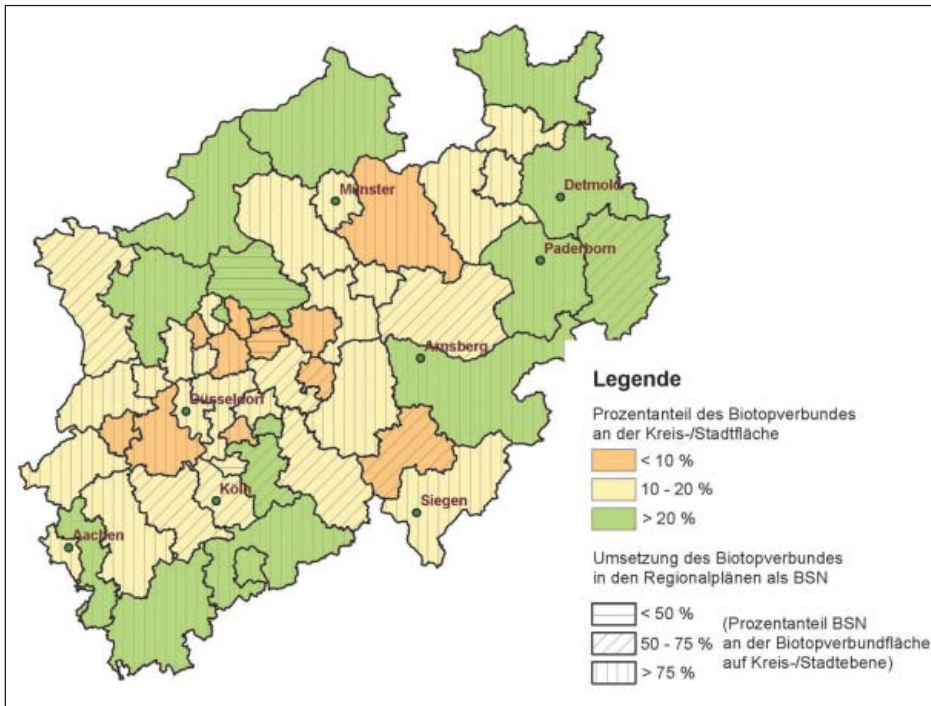 Münster
Detmold
Paderborn
Arnsberg
Düsseldorf
Köln
Siegen
Aachen
Legende
Prozentanteil des Biotopverbundes
an der Kreis-/Stadtfläche
< 10 %
10 - 20 %
> 20 %
Umsetzung des Biotopverbundes
in den Regionalplänen als BSN
< 50 %
50 - 75 %
> 75 %
(Prozentanteil BSN
an der Biotopverbundfläche
auf Kreis-/Stadtebene)